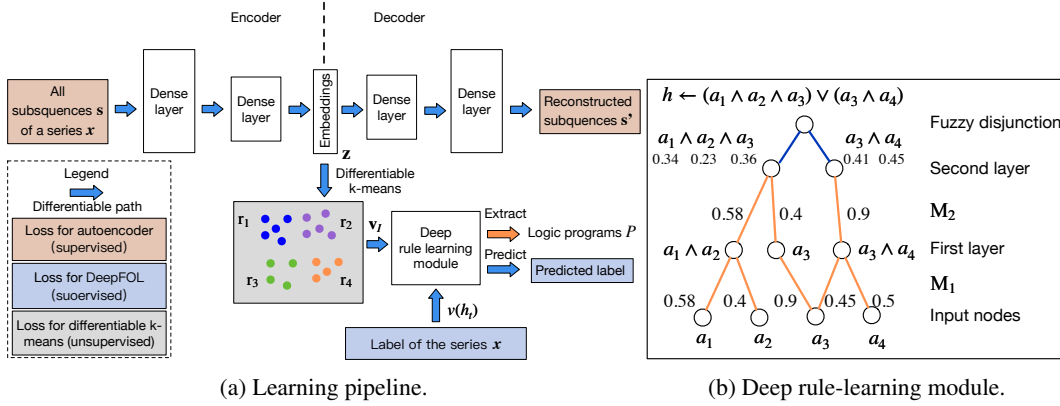 Encoder
Decoder
All
subsquences s
of a series x
Dense
layer
Dense
layer
Embeddings
Dense
layer
Dense
layer
Reconstructed
subquences s’
z
Differentiable
k-means
Legend
Differentiable path
Loss for autoencoder
(supervised)
Loss for DeepFOL
(suoervised)
Loss for differentiable k-
means (unsupervised)
r1
r2
r3
r4
vI
Deep
rule learning
module
Extract
Logic programs P
Predict
Predicted label
v(ht)
Label of the series x
(a) Learning pipeline.
h ← (a1 ∧ a2 ∧ a3) ∨ (a3 ∧ a4)
Fuzzy disjunction
a1 ∧ a2 ∧ a3
0.34 0.23 0.36
a3 ∧ a4
0.41 0.45
Second layer
0.58 0.4 0.9
M2
a1 ∧ a2
a3
a3 ∧ a4
First layer
0.58 0.4 0.9 0.45 0.5
M1
Input nodes
a1 a2 a3 a4
(b) Deep rule-learning module.